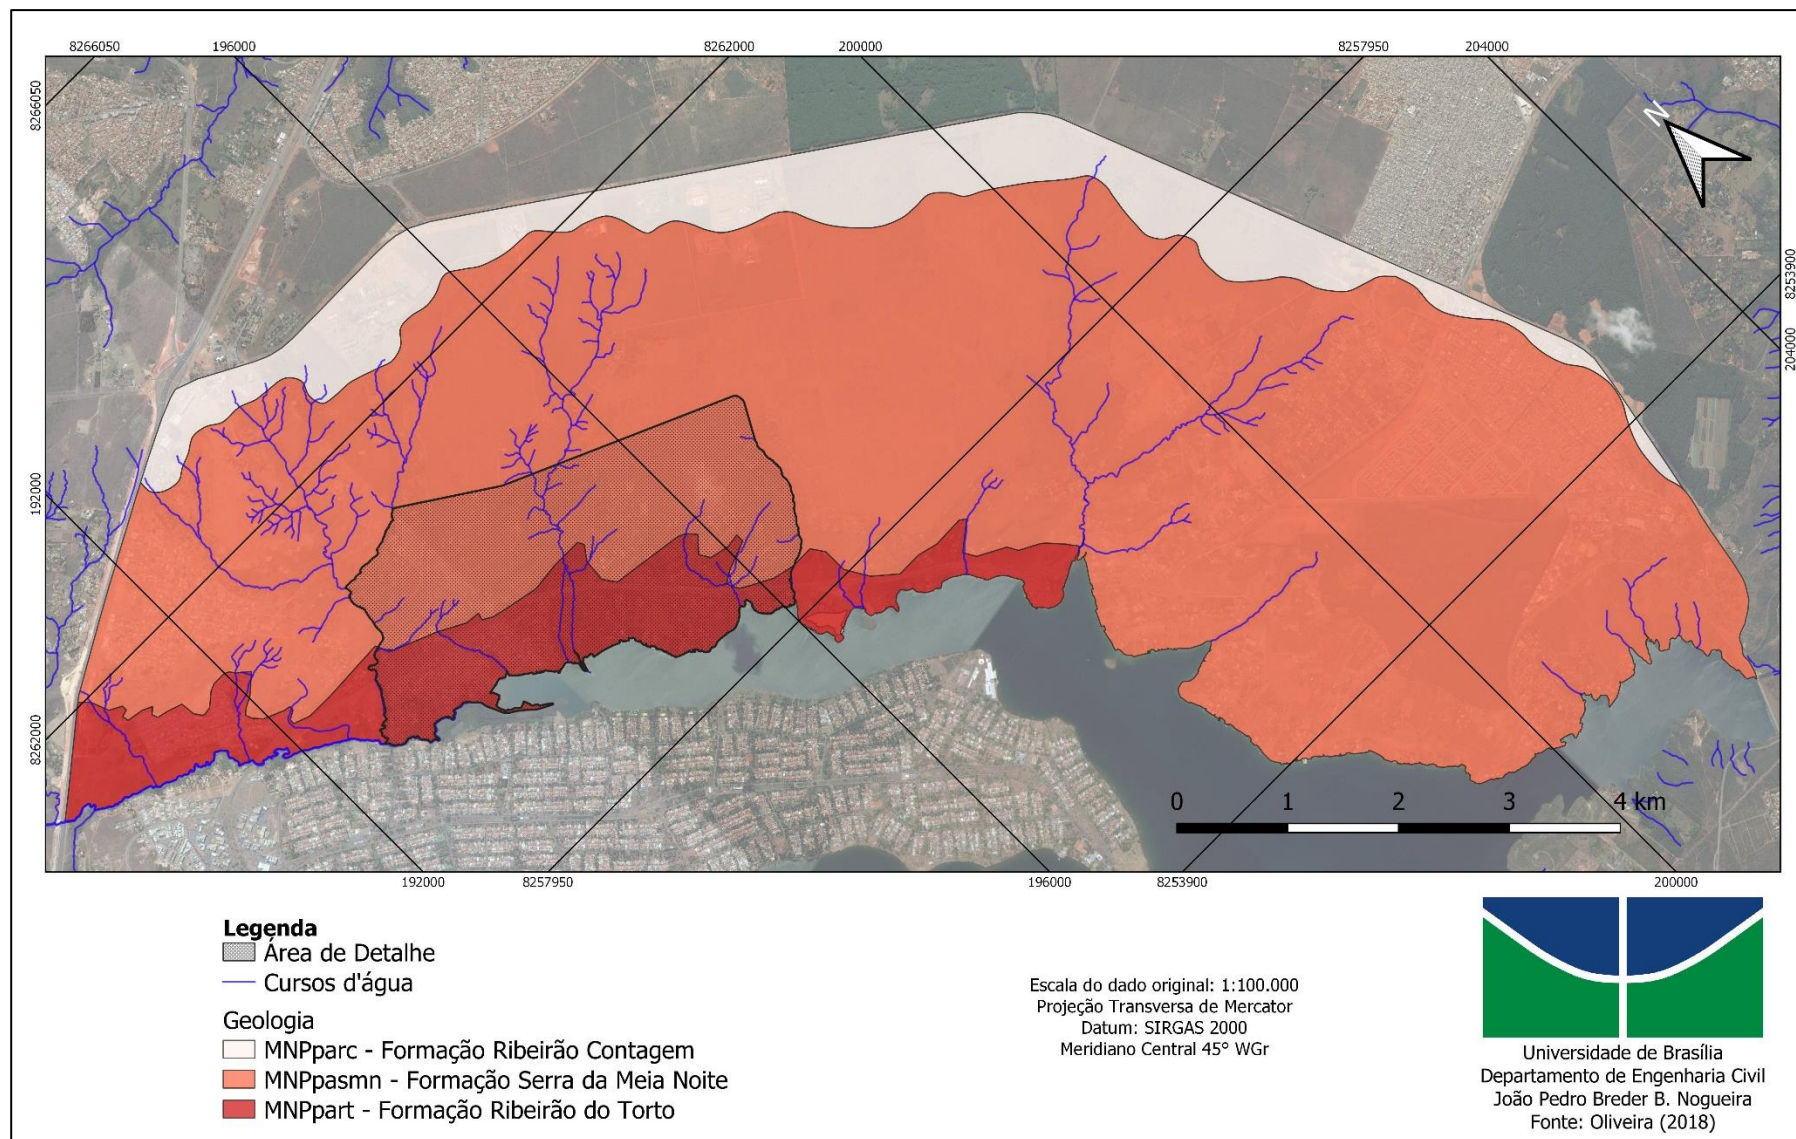 8266050 196000 8262000 200000 8257950 204000
8266050
N
8253900
204000
192000
8262000
0 1 2 3 4 km
192000 8257950 196000 8253900 200000
Legenda
Área de Detalhe
Cursos d'água
Geologia
MNPparc - Formação Ribeirão Contagem
MNPpasmn - Formação Serra da Meia Noite
MNPpart - Formação Ribeirão do Torto
Escala do dado original: 1:100.000
Projeção Transversa de Mercator
Datum: SIRGAS 2000
Meridiano Central 45° WGr
Universidade de Brasília
Departamento de Engenharia Civil
João Pedro Breder B. Nogueira
Fonte: Oliveira (2018)